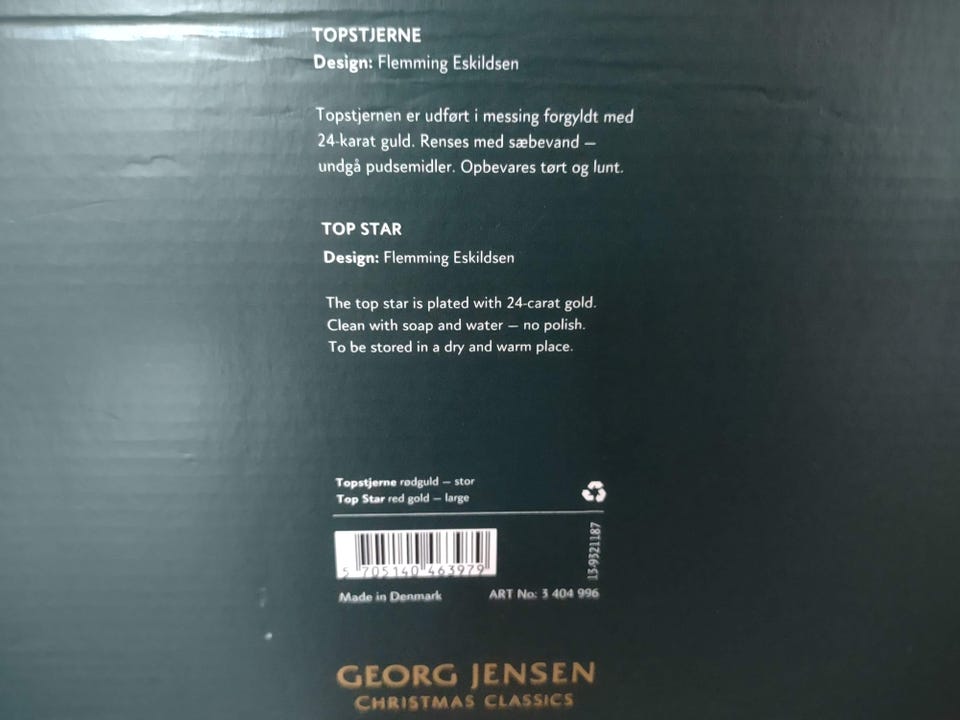 TOPSTJERNE
Design: Flemming Eskildsen
Topstjernen er udført i messing forgyldt med
24-karat guld. Renses med sæbevand –
undgå pudsemidler. Opbevares tørt og lunt.
TOP STAR
Design: Flemming Eskildsen
The top star is plated with 24-carat gold.
Clean with soap and water – no polish.
To be stored in a dry and warm place.
Topstjerne rødguld – stor
Top Star red gold – large
5 705140 463979
13-9321187
Made in Denmark ART No: 3 404 996
GEORG JENSEN
CHRISTMAS CLASSICS